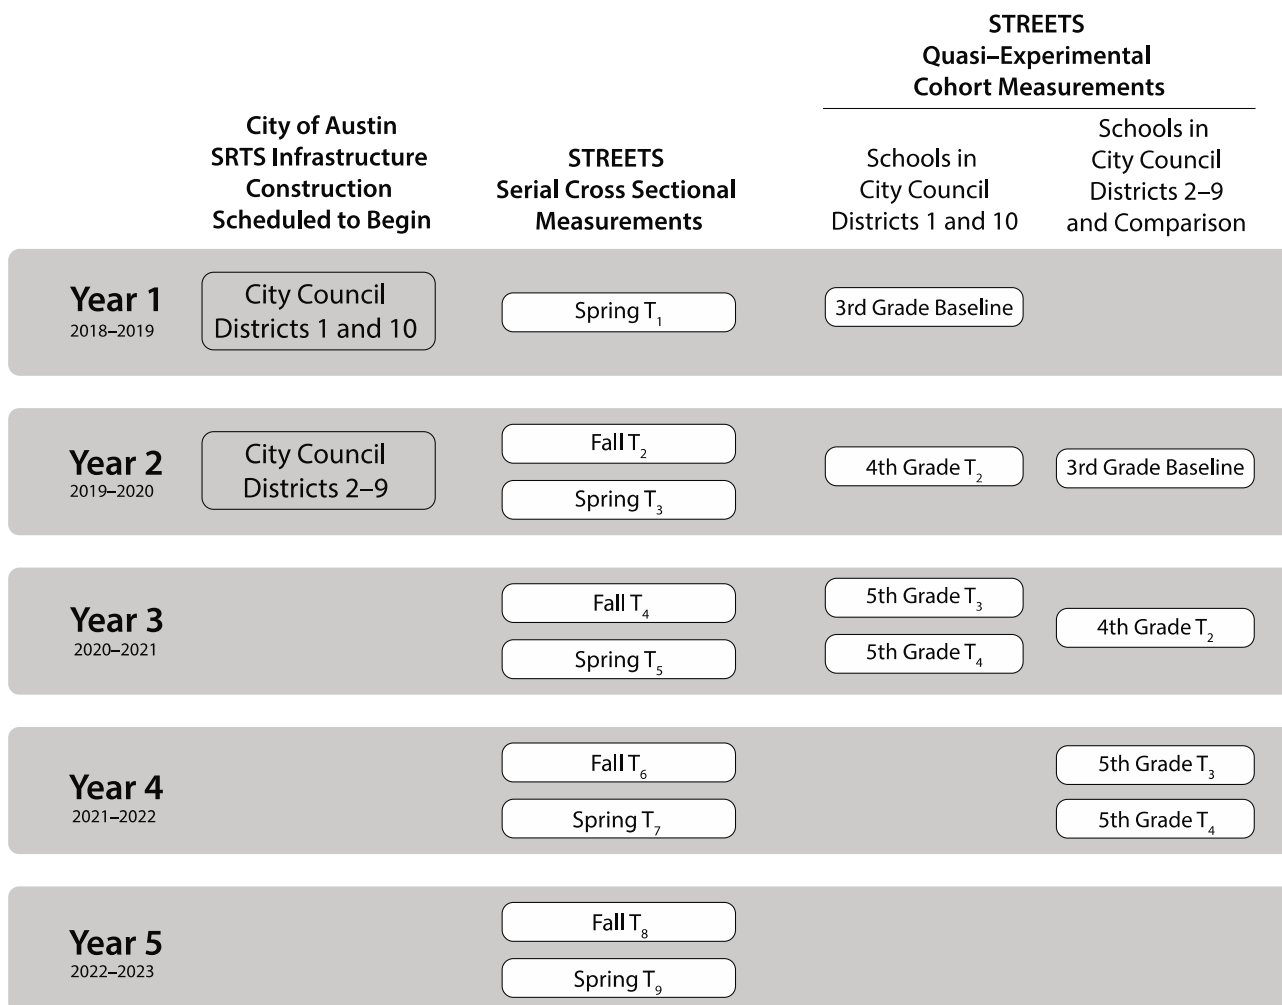 STREETS
Quasi–Experimental
Cohort Measurements
City of Austin
SRTS Infrastructure
Construction
Scheduled to Begin
STREETS
Serial Cross Sectional
Measurements
Schools in
City Council
Districts 1 and 10
Schools in
City Council
Districts 2–9
and Comparison
Year 1
2018–2019
City Council
Districts 1 and 10
Spring T₁
3rd Grade Baseline
Year 2
2019–2020
City Council
Districts 2–9
Fall T₂
Spring T₃
4th Grade T₂
3rd Grade Baseline
Year 3
2020–2021
Fall T₄
Spring T₅
5th Grade T₃
5th Grade T₄
4th Grade T₂
Year 4
2021–2022
Fall T₆
Spring T₇
5th Grade T₃
5th Grade T₄
Year 5
2022–2023
Fall T₈
Spring T₉